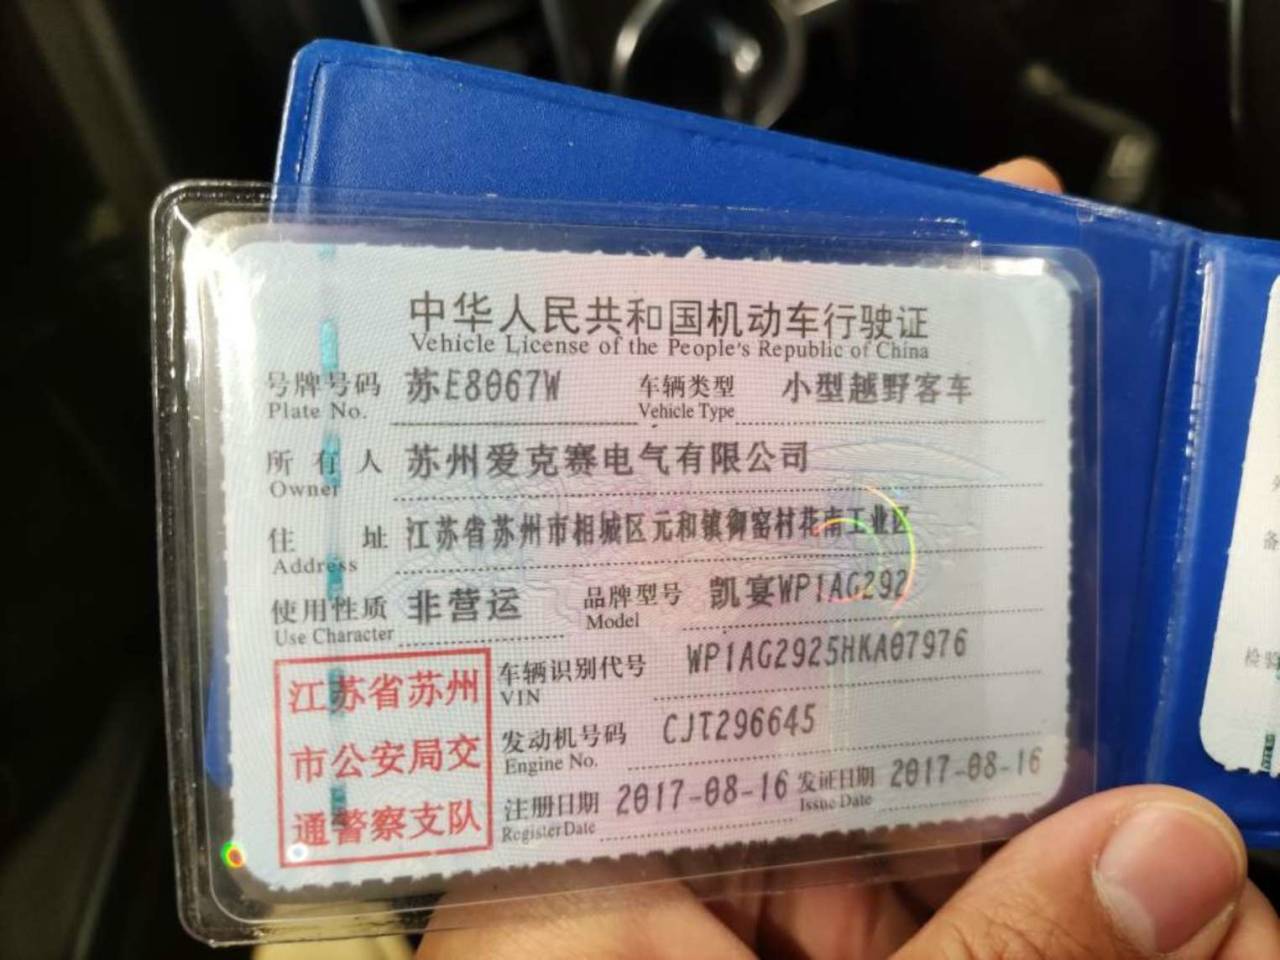 中华人民共和国机动车行驶证
Vehicle License of the People's Republic of China
号牌号码 苏E8067W 车辆类型 小型越野客车
Plate No. Vehicle Type
所有人 苏州爱克赛电气有限公司
Owner
住址 江苏省苏州市相城区元和镇御窑村花南工业区
Address
使用性质 非营运 品牌型号 凯宴WP1AG292
Use Character Model
江苏省苏州
市公安局交
通警察支队
车辆识别代号 WP1AG2925HKA07976
VIN
发动机号码 CJT296645
Engine No.
注册日期 2017-08-16 发证日期 2017-08-16
Register Date Issue Date
备
检验